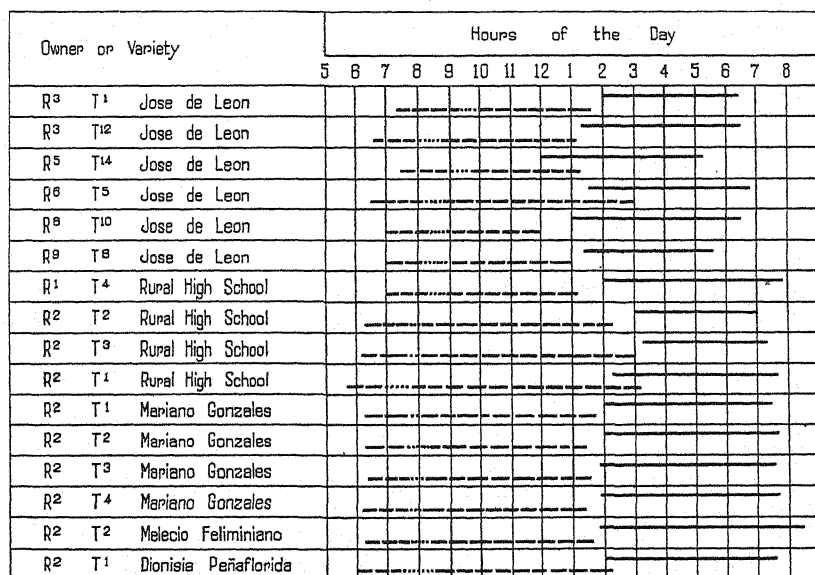 Owner or Variety
Hours of the Day
5 6 7 8 9 10 11 12 1 2 3 4 5 6 7 8
R³ T¹ Jose de Leon
R³ T¹² Jose de Leon
R⁵ T¹⁴ Jose de Leon
R⁶ T⁵ Jose de Leon
R⁸ T¹⁰ Jose de Leon
R⁹ T⁸ Jose de Leon
R¹ T⁴ Rural High School
R² T² Rural High School
R² T³ Rural High School
R² T¹ Rural High School
R² T¹ Mariano Gonzales
R² T² Mariano Gonzales
R² T³ Mariano Gonzales
R² T⁴ Mariano Gonzales
R² T² Melecio Feliminiano
R² T¹ Dionisia Peñaflorida